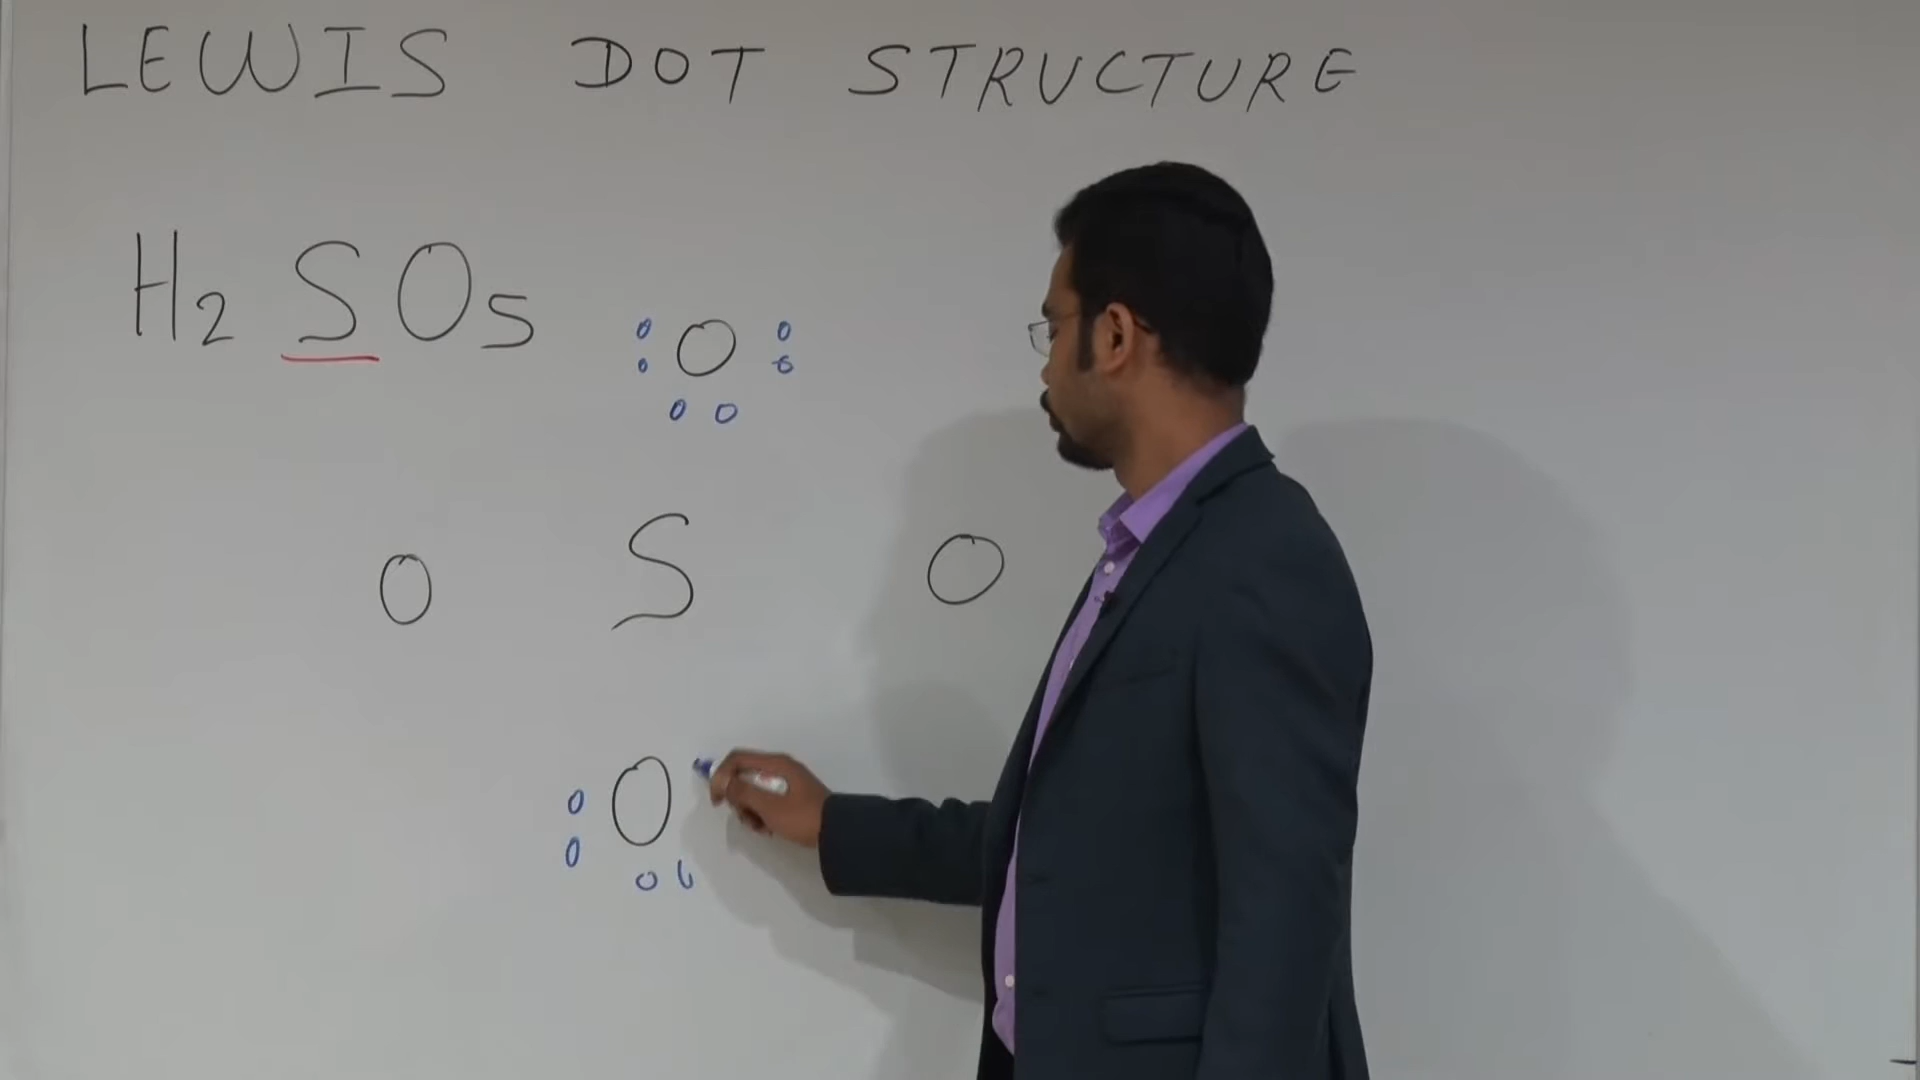 LEWIS DOT STRUCTURE
H2SO5
O
O S O
O